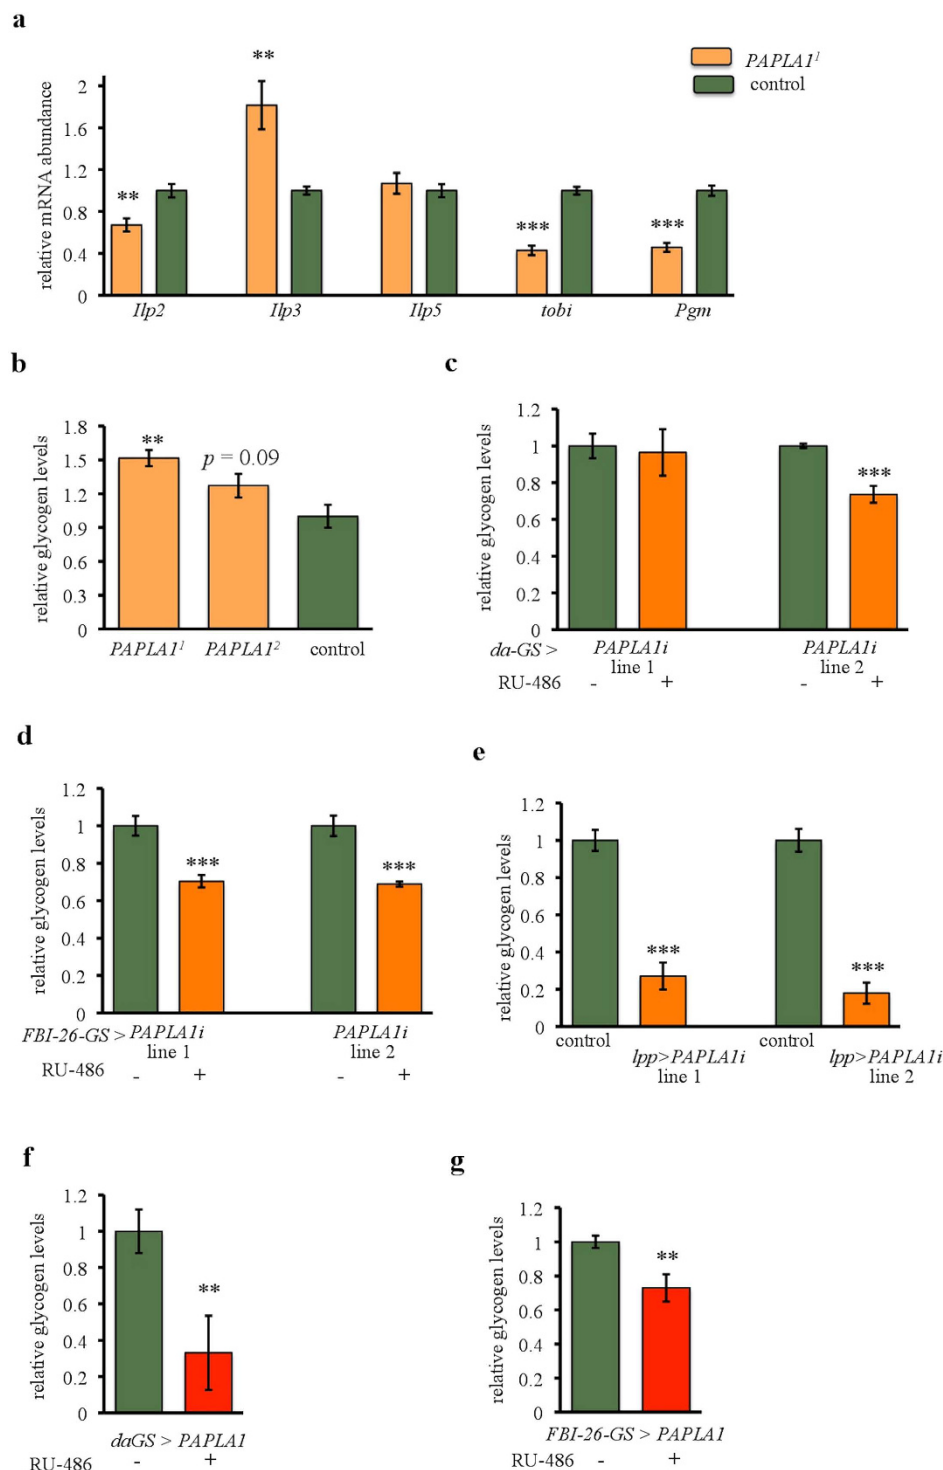 a
**
PAPLA1¹
control
relative mRNA abundance
2
1.6
1.2
0.8
0.4
0
**
***
***
Ilp2
Ilp3
Ilp5
tobi
Pgm
b
relative glycogen levels
1.8
1.5
1.2
0.9
0.6
0.3
0
**
p = 0.09
PAPLA1¹
PAPLA1²
control
c
relative glycogen levels
1.2
1
0.8
0.6
0.4
0.2
0
***
da-GS > PAPLA1i PAPLA1i
line 1 line 2
RU-486 - + - +
d
relative glycogen levels
1.2
1
0.8
0.6
0.4
0.2
0
***
***
FBI-26-GS > PAPLA1i PAPLA1i
line 1 line 2
RU-486 - + - +
e
relative glycogen levels
1.2
1
0.8
0.6
0.4
0.2
0
***
***
control control
lpp>PAPLA1i lpp>PAPLA1i
line 1 line 2
f
relative glycogen levels
1.2
1
0.8
0.6
0.4
0.2
0
**
daGS > PAPLA1
RU-486 - +
g
relative glycogen levels
1.2
1
0.8
0.6
0.4
0.2
0
**
FBI-26-GS > PAPLA1
RU-486 - +